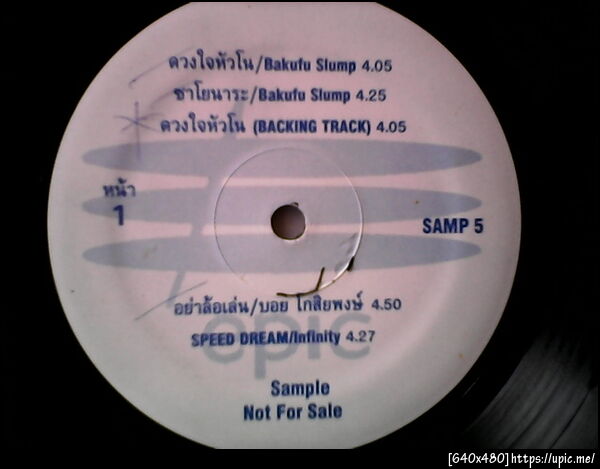 ดวงใจหัวโน/Bakufu Slump 4.05
ซาโยนาระ/Bakufu Slump 4.25
ดวงใจหัวโน (BACKING TRACK) 4.05
หน้า
1
SAMP 5
อย่าล้อเล่น/บอย โกสิยพงษ์ 4.50
SPEED DREAM/Infinity 4.27
epic
Sample
Not For Sale
[640x480]https://upic.me/